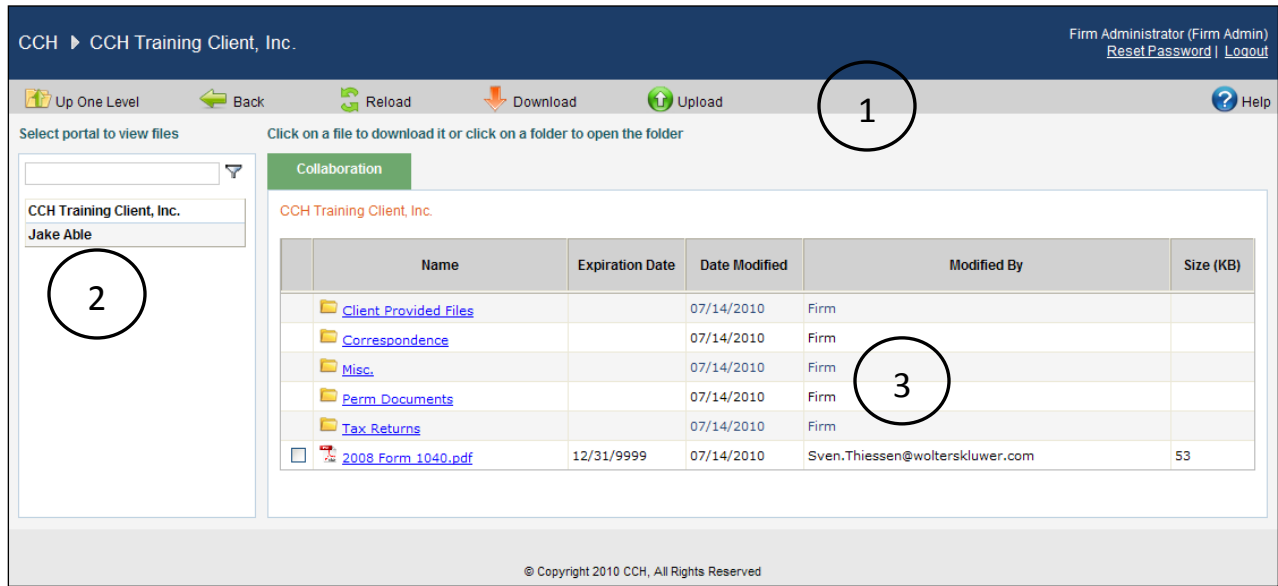 CCH ▶ CCH Training Client, Inc.
Firm Administrator (Firm Admin)
Reset Password | Logout
Up One Level Back Reload Download Upload 1 Help
Select portal to view files
Click on a file to download it or click on a folder to open the folder
Collaboration
CCH Training Client, Inc.
Jake Able
2
CCH Training Client, Inc.
Name Expiration Date Date Modified Modified By Size (KB)
Client Provided Files 07/14/2010 Firm
Correspondence 07/14/2010 Firm
Misc. 07/14/2010 Firm
3
Perm Documents 07/14/2010 Firm
Tax Returns 07/14/2010 Firm
2008 Form 1040.pdf 12/31/9999 07/14/2010 Sven.Thiessen@wolterskluwer.com 53
© Copyright 2010 CCH, All Rights Reserved